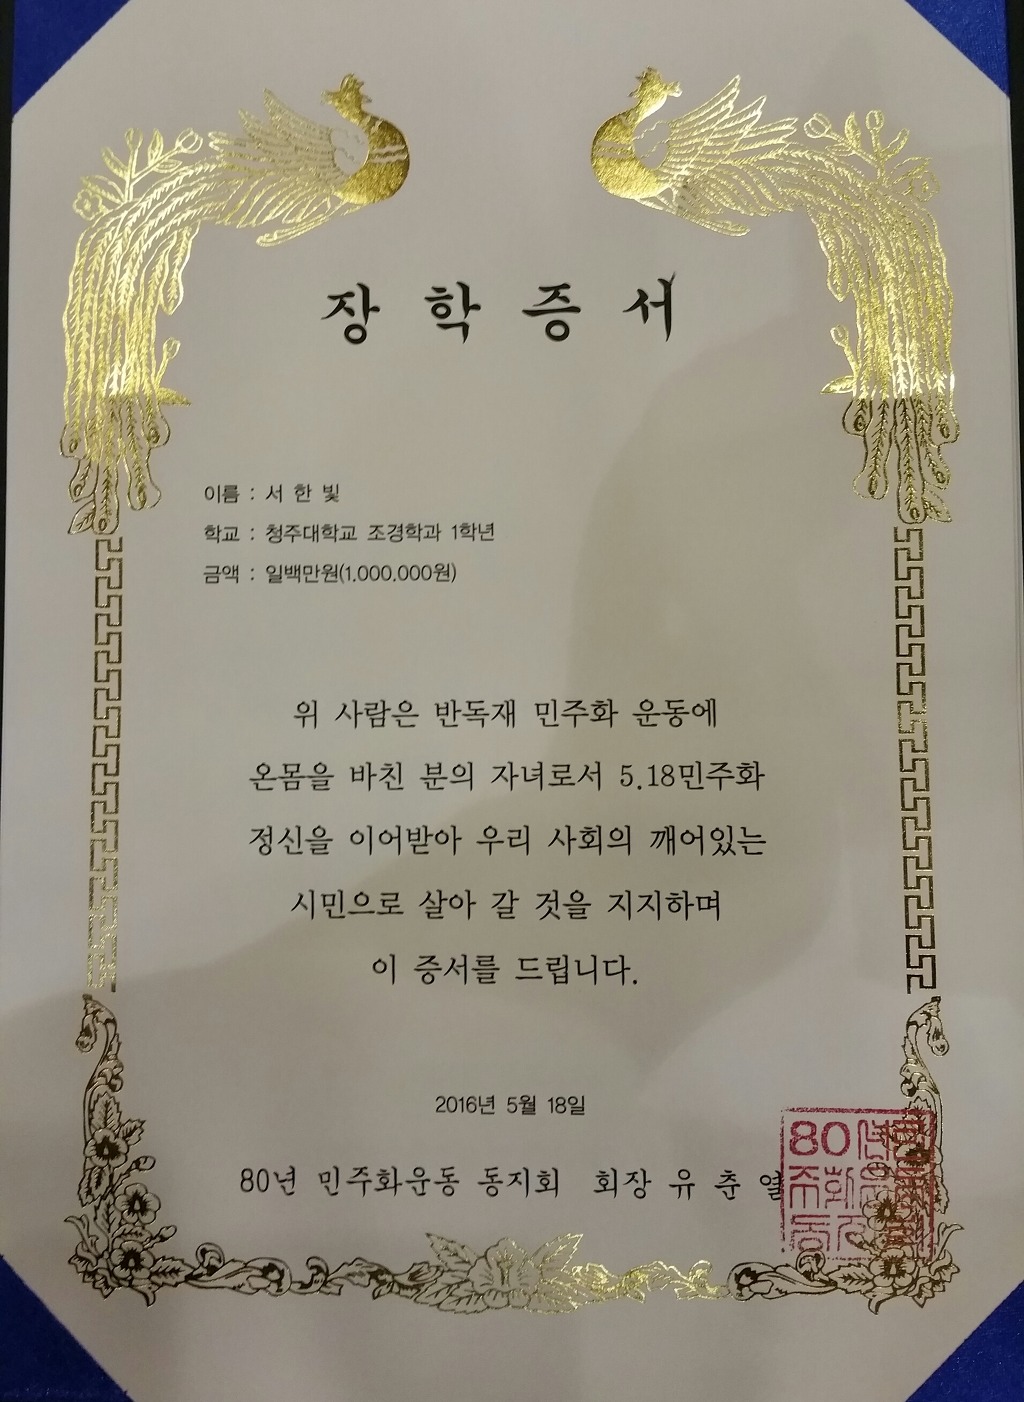 장 학 증 서
이름 : 서 한 빛
학교 : 청주대학교 조경학과 1학년
금액 : 일백만원(1.000.000원)
위 사람은 반독재 민주화 운동에
온몸을 바친 분의 자녀로서 5.18민주화
정신을 이어받아 우리 사회의 깨어있는
시민으로 살아 갈 것을 지지하며
이 증서를 드립니다.
2016년 5월 18일
80년 민주화운동 동지회 회장 유 춘 열
80년